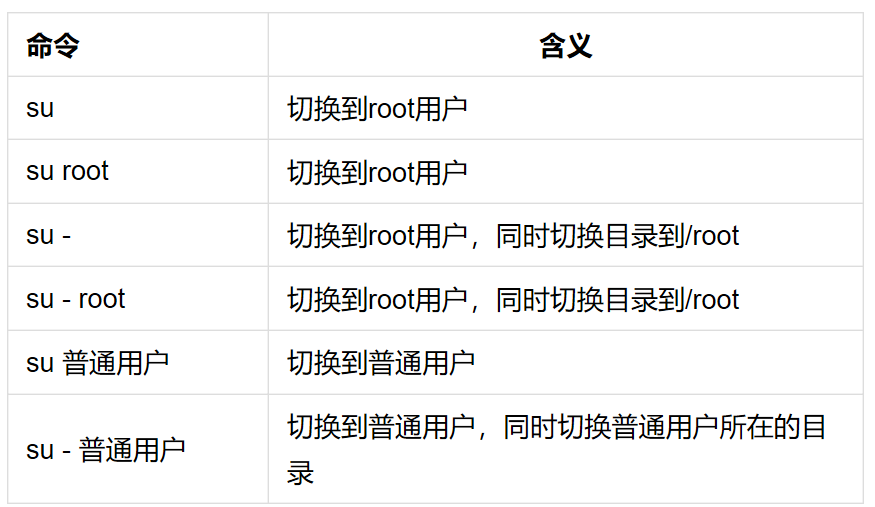 命令 含义
su 切换到root用户
su root 切换到root用户
su - 切换到root用户，同时切换目录到/root
su - root 切换到root用户，同时切换目录到/root
su 普通用户 切换到普通用户
su - 普通用户 切换到普通用户，同时切换普通用户所在的目
录